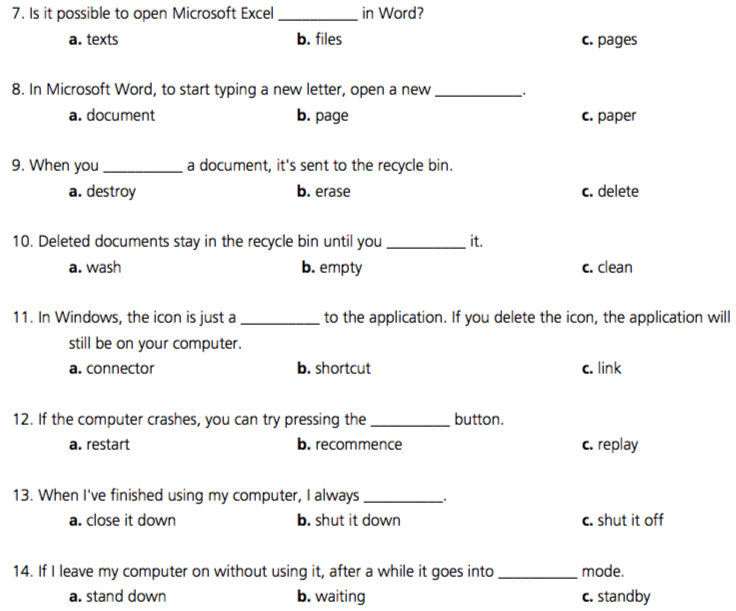 7. Is it possible to open Microsoft Excel __________ in Word?
a. texts b. files c. pages
8. In Microsoft Word, to start typing a new letter, open a new ___________.
a. document b. page c. paper
9. When you __________ a document, it's sent to the recycle bin.
a. destroy b. erase c. delete
10. Deleted documents stay in the recycle bin until you __________ it.
a. wash b. empty c. clean
11. In Windows, the icon is just a __________ to the application. If you delete the icon, the application will
still be on your computer.
a. connector b. shortcut c. link
12. If the computer crashes, you can try pressing the __________ button.
a. restart b. recommence c. replay
13. When I've finished using my computer, I always __________.
a. close it down b. shut it down c. shut it off
14. If I leave my computer on without using it, after a while it goes into __________ mode.
a. stand down b. waiting c. standby